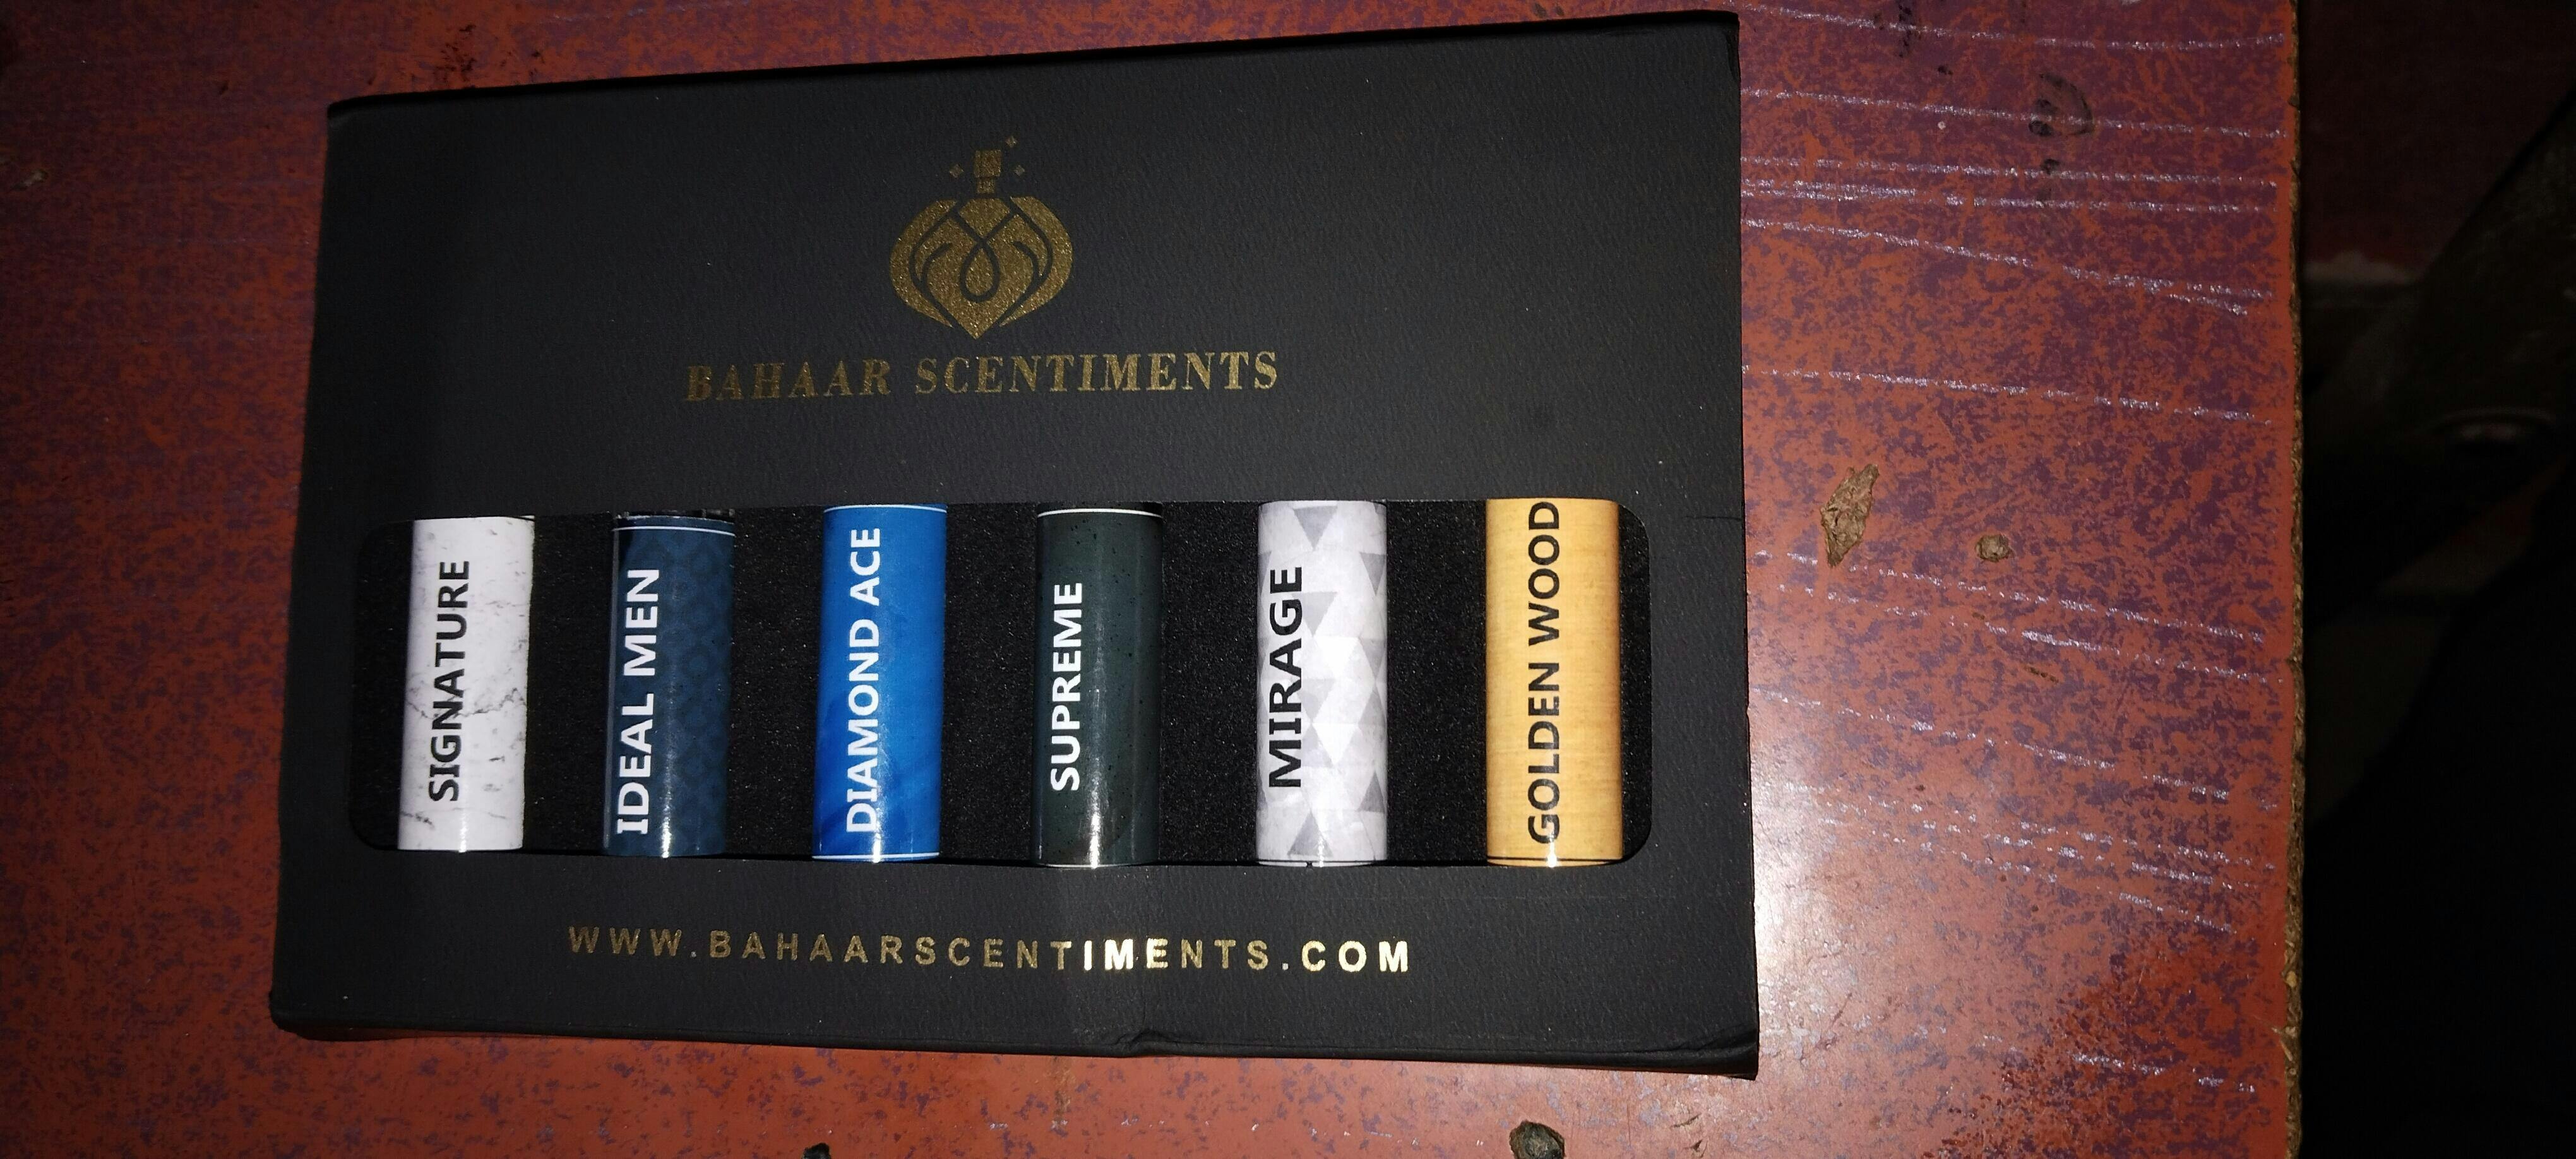 BAHAAR SCENTIMENTS
SIGNATURE
IDEAL MEN
DIAMOND ACE
SUPREME
MIRAGE
GOLDEN WOOD
WWW.BAHAARSCENTIMENTS.COM